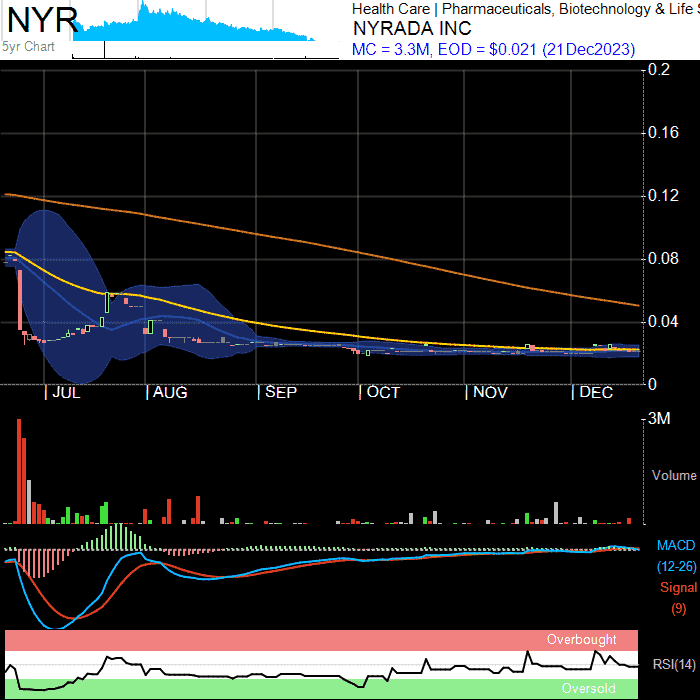 NYR
5yr Chart
Health Care | Pharmaceuticals, Biotechnology & Life S
NYRADA INC
MC = 3.3M, EOD = $0.021 (21Dec2023)
0.2
0.16
0.12
0.08
0.04
0
JUL AUG SEP OCT NOV DEC
3M
Volume
MACD
(12-26)
Signal
(9)
Overbought
RSI(14)
Oversold